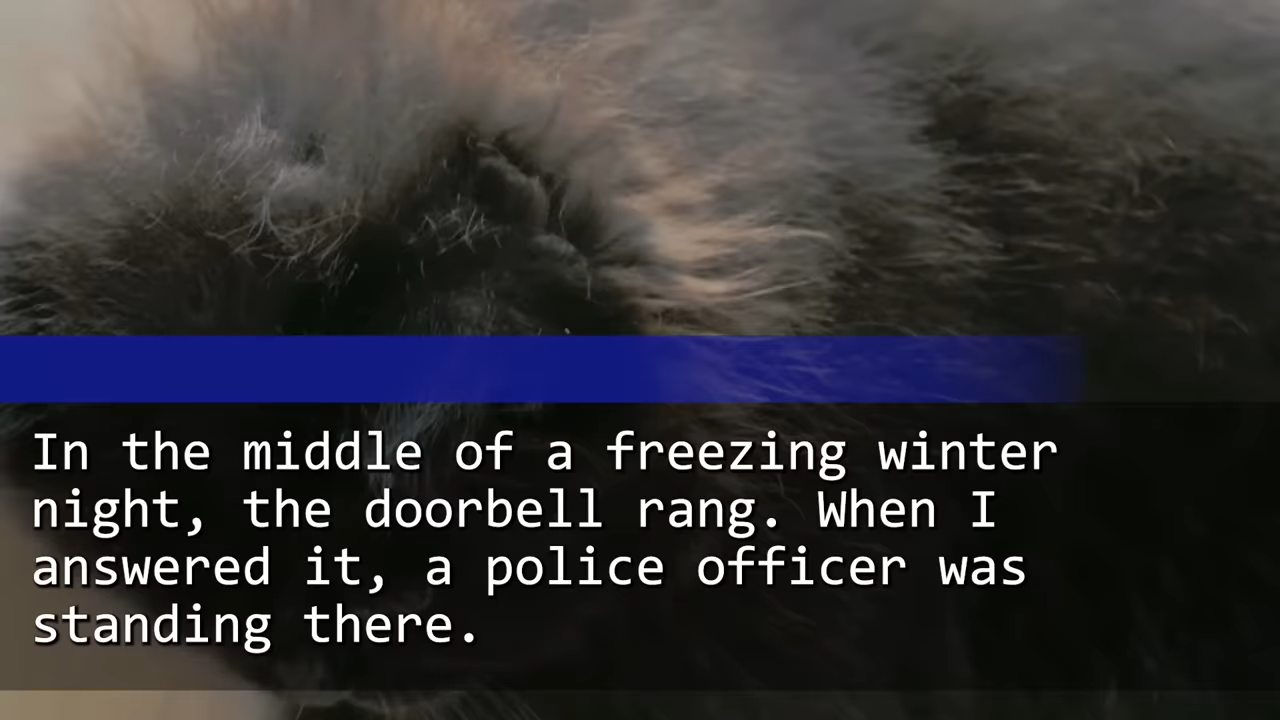 In the middle of a freezing winter
night, the doorbell rang. When I
answered it, a police officer was
standing there.